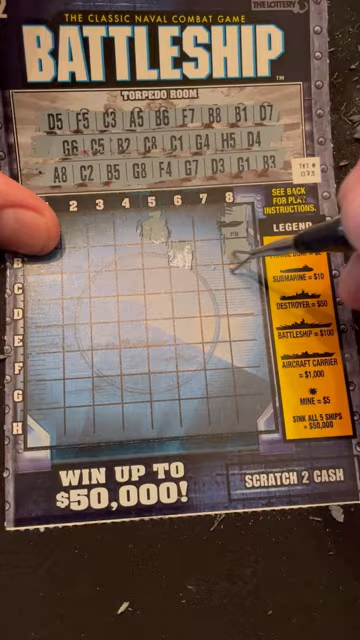 THE LOTTERY
THE CLASSIC NAVAL COMBAT GAME
BATTLESHIP™
TORPEDO ROOM
D5 F5 C3 A5 B6 F7 B8 B1 D7
G6 C5 B2 C8 C1 G4 H5 D4
A8 C2 B5 G8 F4 G7 D3 G1 B3
TKT #
073
2 3 4 5 6 7 8
SEE BACK
FOR PLAY
INSTRUCTIONS.
LEGEND
B
C
D
E
F
G
H
SUBMARINE = $10
DESTROYER = $50
BATTLESHIP = $100
AIRCRAFT CARRIER
= $1,000
MINE = $5
SINK ALL 5 SHIPS
= $50,000
WIN UP TO
$50,000!
SCRATCH 2 CASH